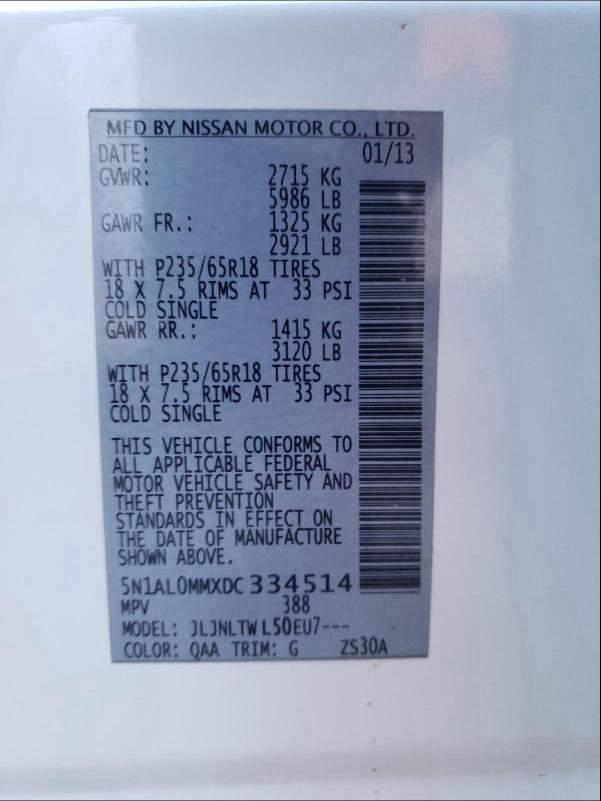 MFD BY NISSAN MOTOR CO., LTD.
DATE: 01/13
GVWR: 2715 KG
5986 LB
GAWR FR.: 1325 KG
2921 LB
WITH P235/65R18 TIRES
18 X 7.5 RIMS AT 33 PSI
COLD SINGLE
GAWR RR.: 1415 KG
3120 LB
WITH P235/65R18 TIRES
18 X 7.5 RIMS AT 33 PSI
COLD SINGLE
THIS VEHICLE CONFORMS TO
ALL APPLICABLE FEDERAL
MOTOR VEHICLE SAFETY AND
THEFT PREVENTION
STANDARDS IN EFFECT ON
THE DATE OF MANUFACTURE
SHOWN ABOVE.
5N1AL0MMXDC 334514
MPV 388
MODEL: JLJNLTW L50EU7---
COLOR: QAA TRIM: G ZS30A